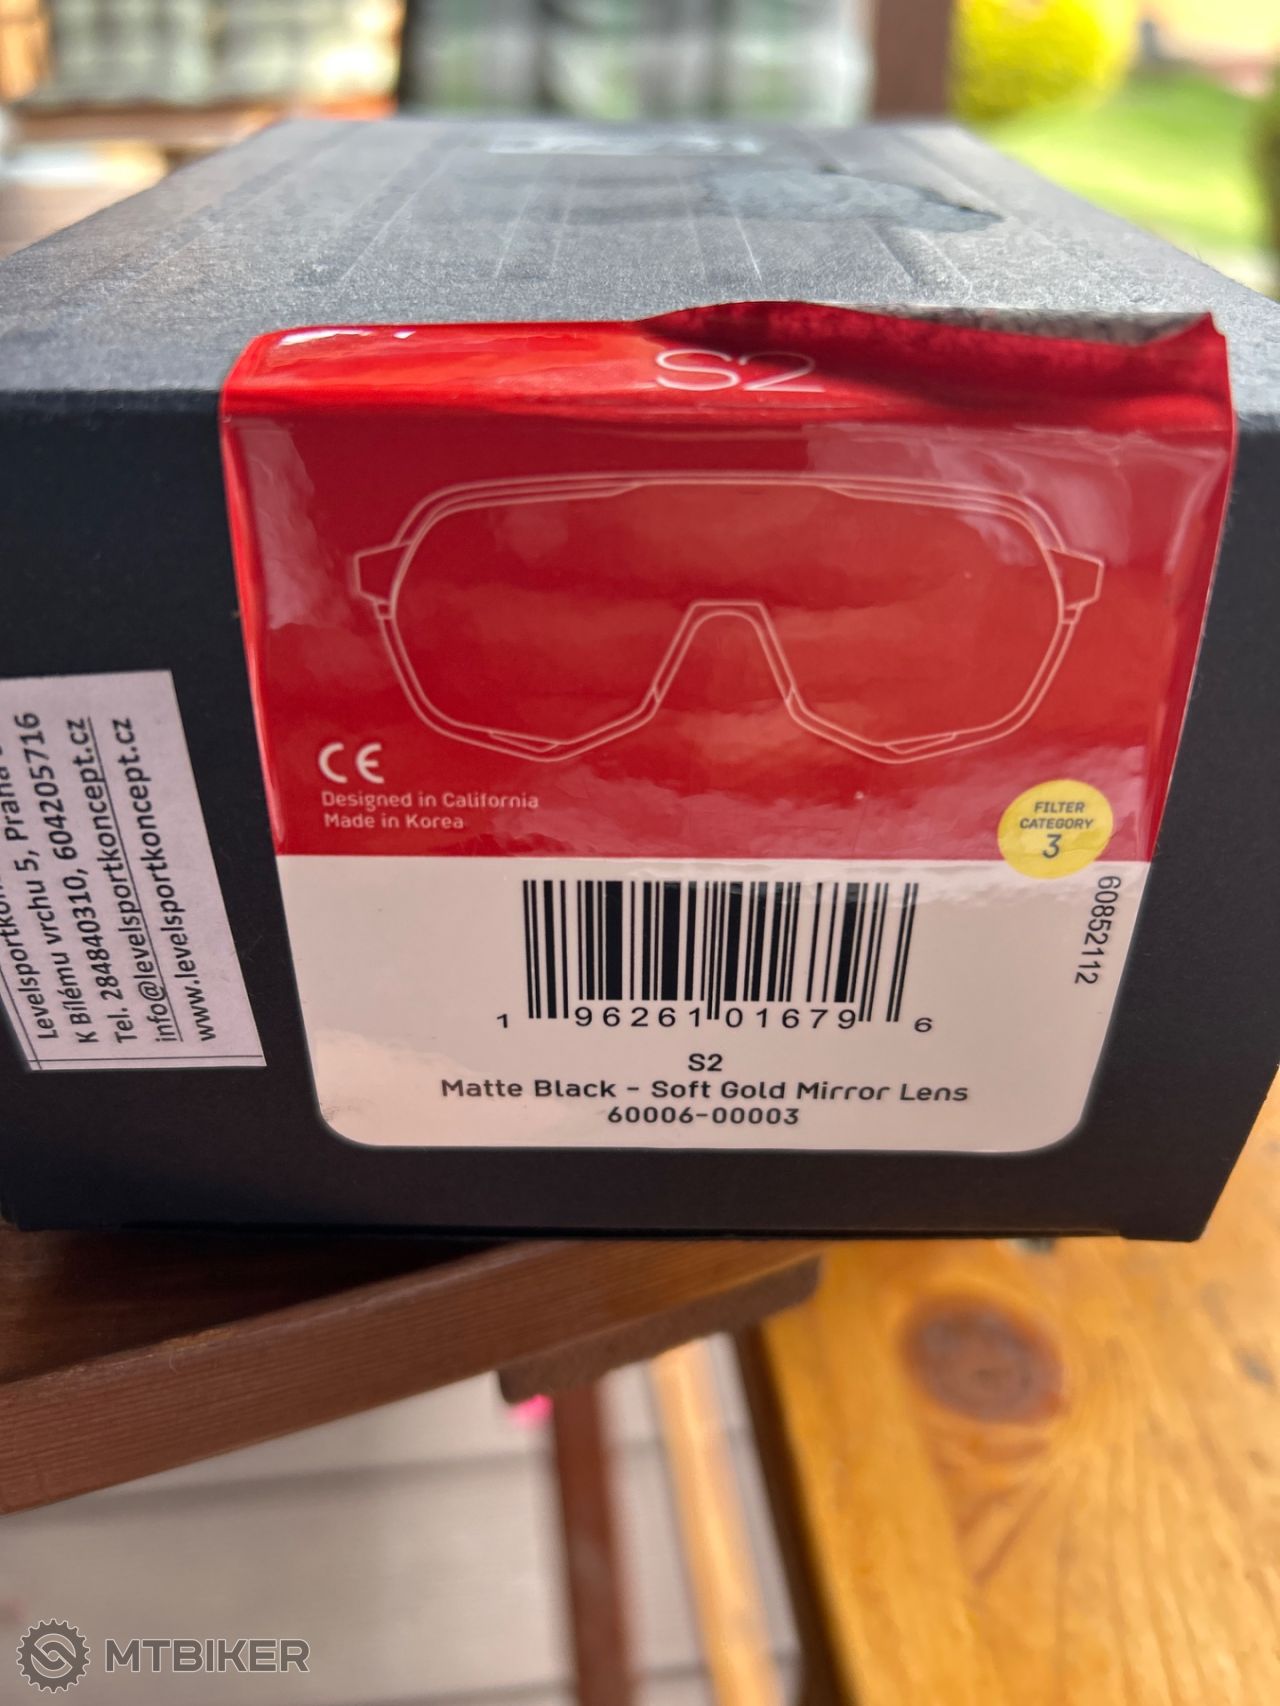 S2
CE
Designed in California
Made in Korea
FILTER
CATEGORY
3
60852112
1 96261 01679 6
S2
Matte Black - Soft Gold Mirror Lens
60006-00003
K Bílému vrchu 5, Praha
Tel. 284840310, 604205716
info@levelsportkoncept.cz
www.levelsportkoncept.cz
MTBIKER